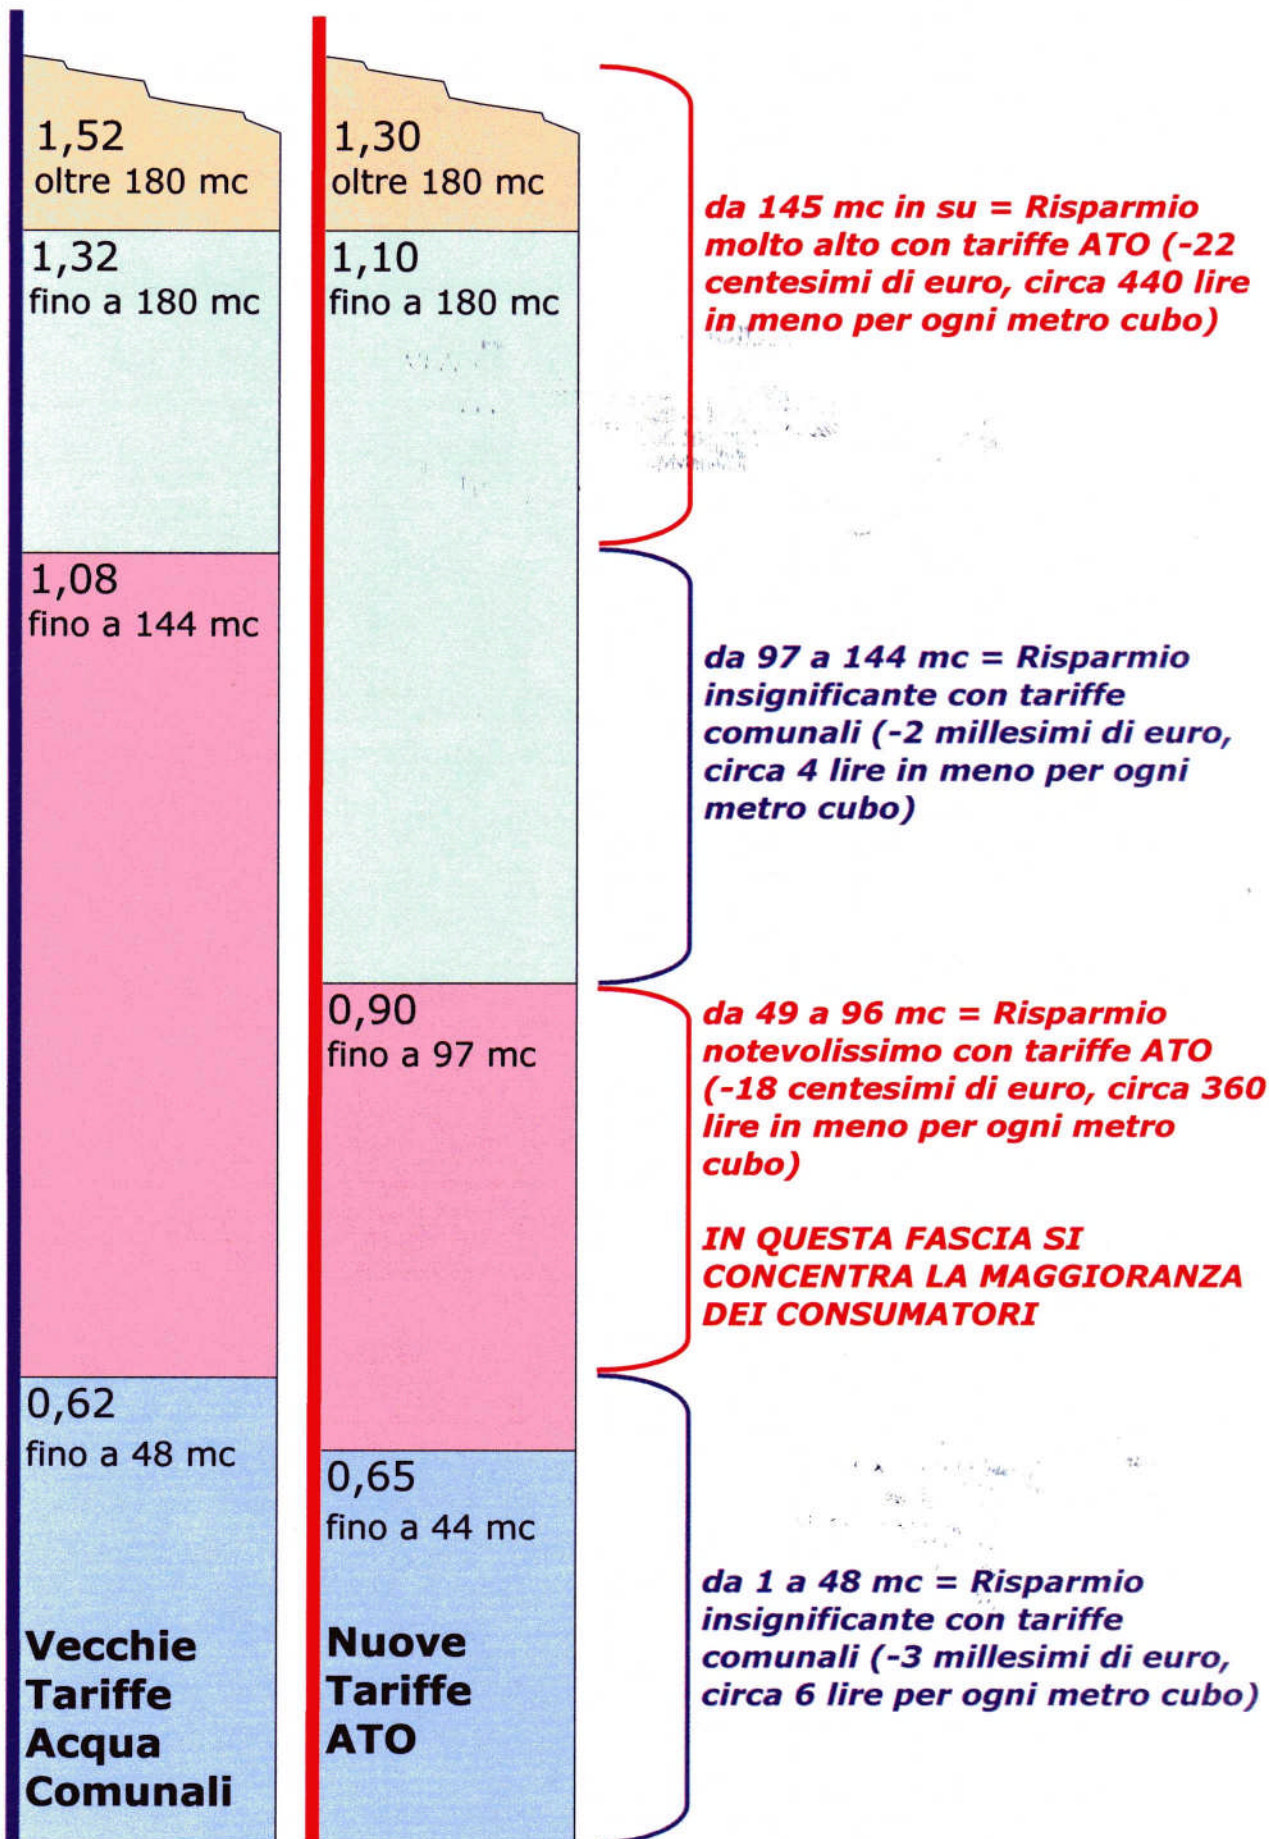 1,52
oltre 180 mc
1,32
fino a 180 mc
1,08
fino a 144 mc
0,62
fino a 48 mc
Vecchie
Tariffe
Acqua
Comunali
1,30
oltre 180 mc
1,10
fino a 180 mc
0,90
fino a 97 mc
0,65
fino a 44 mc
Nuove
Tariffe
ATO
da 145 mc in su = Risparmio
molto alto con tariffe ATO (-22
centesimi di euro, circa 440 lire
in meno per ogni metro cubo)
da 97 a 144 mc = Risparmio
insignificante con tariffe
comunali (-2 millesimi di euro,
circa 4 lire in meno per ogni
metro cubo)
da 49 a 96 mc = Risparmio
notevolissimo con tariffe ATO
(-18 centesimi di euro, circa 360
lire in meno per ogni metro
cubo)
IN QUESTA FASCIA SI
CONCENTRA LA MAGGIORANZA
DEI CONSUMATORI
da 1 a 48 mc = Risparmio
insignificante con tariffe
comunali (-3 millesimi di euro,
circa 6 lire per ogni metro cubo)